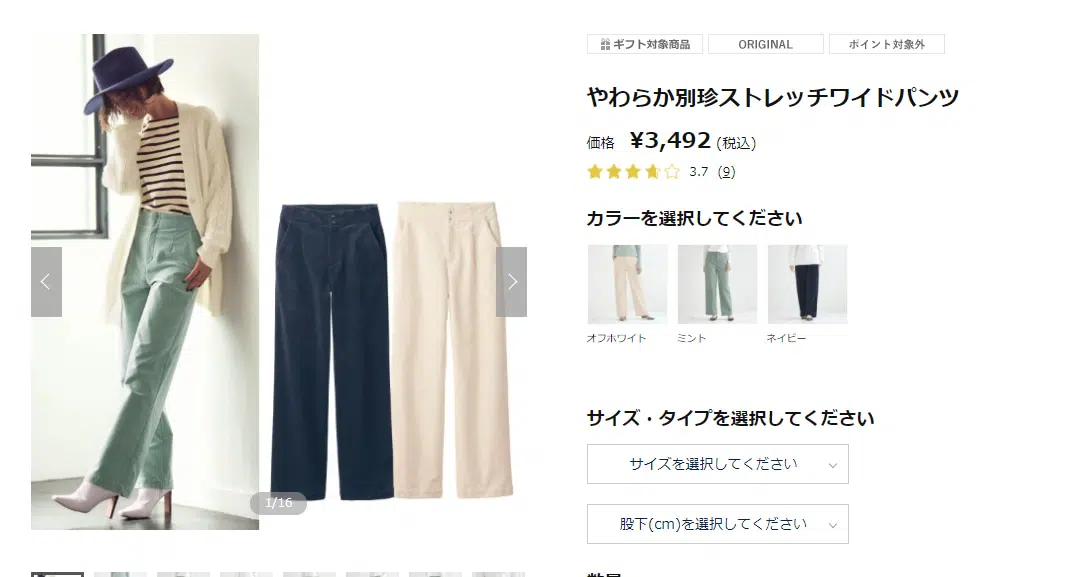 ギフト対象商品
ORIGINAL
ポイント対象外
やわらか別珍ストレッチワイドパンツ
価格 ¥3,492 (税込)
3.7 (9)
カラーを選択してください
オフホワイト
ミント
ネイビー
サイズ・タイプを選択してください
サイズを選択してください
股下(cm)を選択してください
1/16